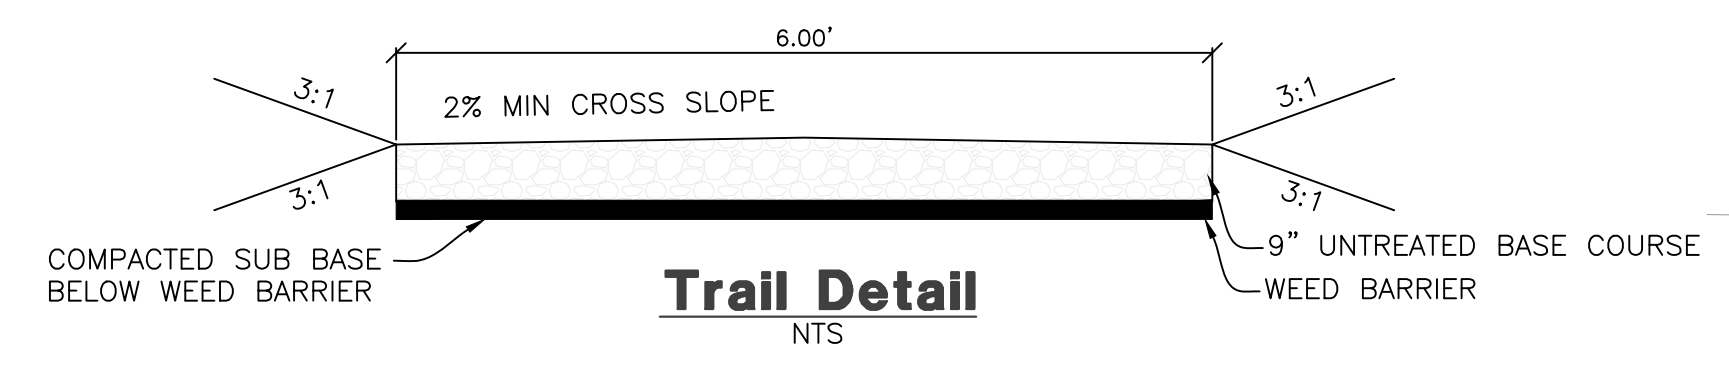 6.00'
3:1
3:1
2% MIN CROSS SLOPE
3:1
3:1
9" UNTREATED BASE COURSE
COMPACTED SUB BASE
BELOW WEED BARRIER
WEED BARRIER
Trail Detail
NTS